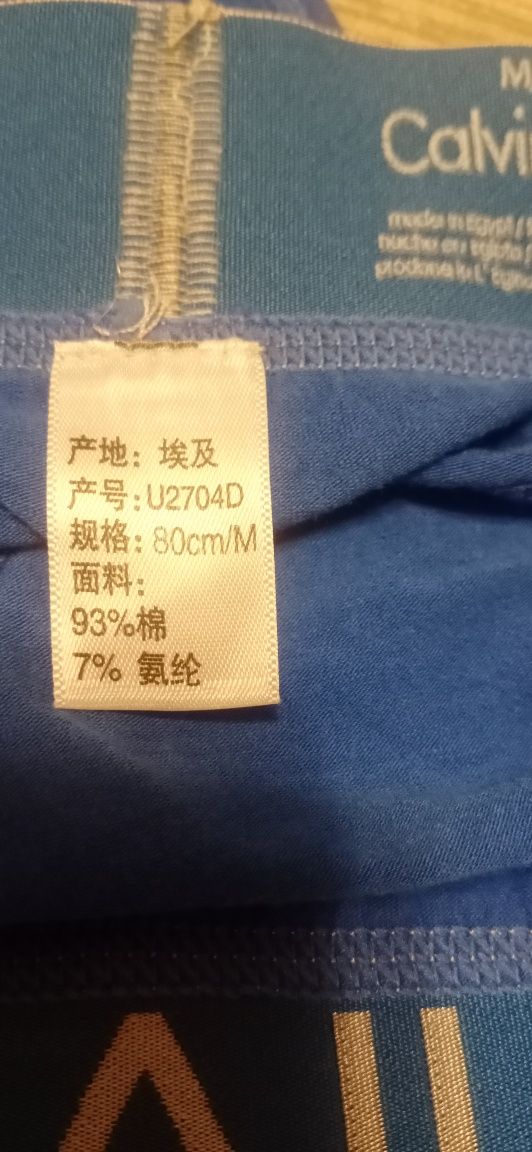 M
Calvi
made in Egypt /
产地：埃及
产号:U2704D
规格: 80cm/M
面料:
93%棉
7% 氨纶